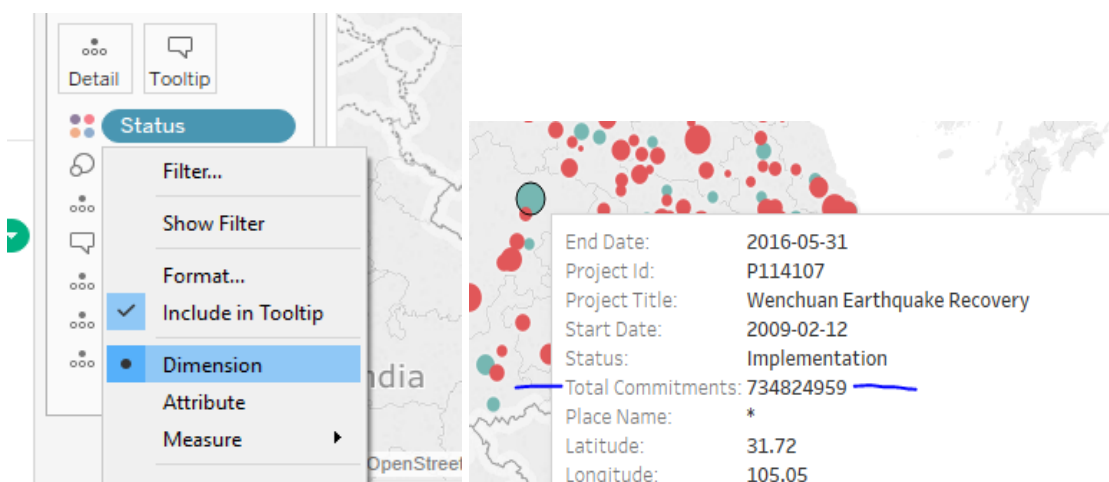 Detail Tooltip
Status
Filter...
Show Filter
Format...
Include in Tooltip
Dimension
Attribute
Measure
ndia
OpenStreet
End Date: 2016-05-31
Project Id: P114107
Project Title: Wenchuan Earthquake Recovery
Start Date: 2009-02-12
Status: Implementation
Total Commitments: 734824959
Place Name: *
Latitude: 31.72
Longitude: 105.05